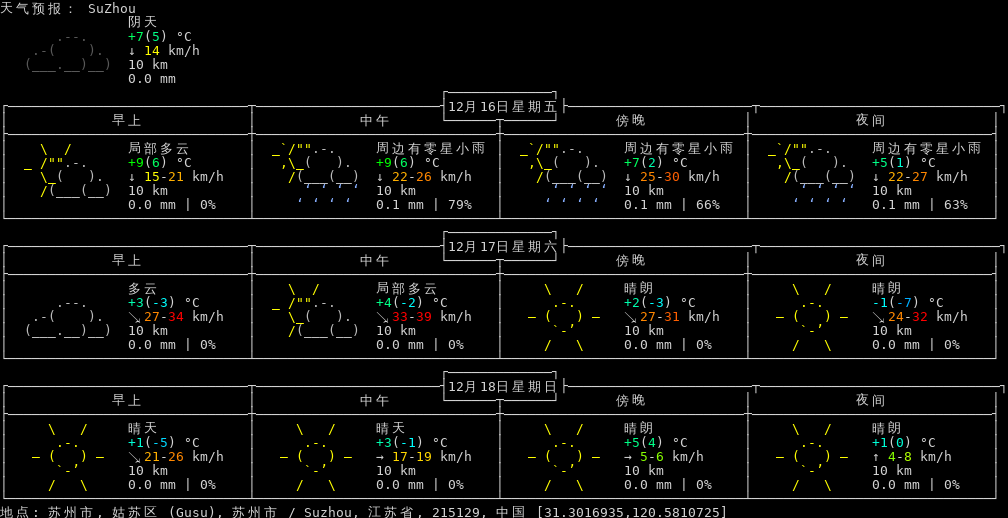 天气预报: SuZhou
阴天
+7(5) °C
↓ 14 km/h
10 km
0.0 mm
12月16日星期五
早上 中午 傍晚 夜间
局部多云 周边有零星小雨 周边有零星小雨 周边有零星小雨
+9(6) °C +9(6) °C +7(2) °C +5(1) °C
↓ 15-21 km/h ↓ 22-26 km/h ↓ 25-30 km/h ↓ 22-27 km/h
10 km 10 km 10 km 10 km
0.0 mm | 0% 0.1 mm | 79% 0.1 mm | 66% 0.1 mm | 63%
12月17日星期六
早上 中午 傍晚 夜间
多云 局部多云 晴朗 晴朗
+3(-3) °C +4(-2) °C +2(-3) °C -1(-7) °C
↘ 27-34 km/h ↘ 33-39 km/h ↘ 27-31 km/h ↘ 24-32 km/h
10 km 10 km 10 km 10 km
0.0 mm | 0% 0.0 mm | 0% 0.0 mm | 0% 0.0 mm | 0%
12月18日星期日
早上 中午 傍晚 夜间
晴天 晴天 晴朗 晴朗
+1(-5) °C +3(-1) °C +5(4) °C +1(0) °C
↘ 21-26 km/h → 17-19 km/h → 5-6 km/h ↑ 4-8 km/h
10 km 10 km 10 km 10 km
0.0 mm | 0% 0.0 mm | 0% 0.0 mm | 0% 0.0 mm | 0%
地点: 苏州市, 姑苏区 (Gusu), 苏州市 / Suzhou, 江苏省, 215129, 中国 [31.3016935,120.5810725]